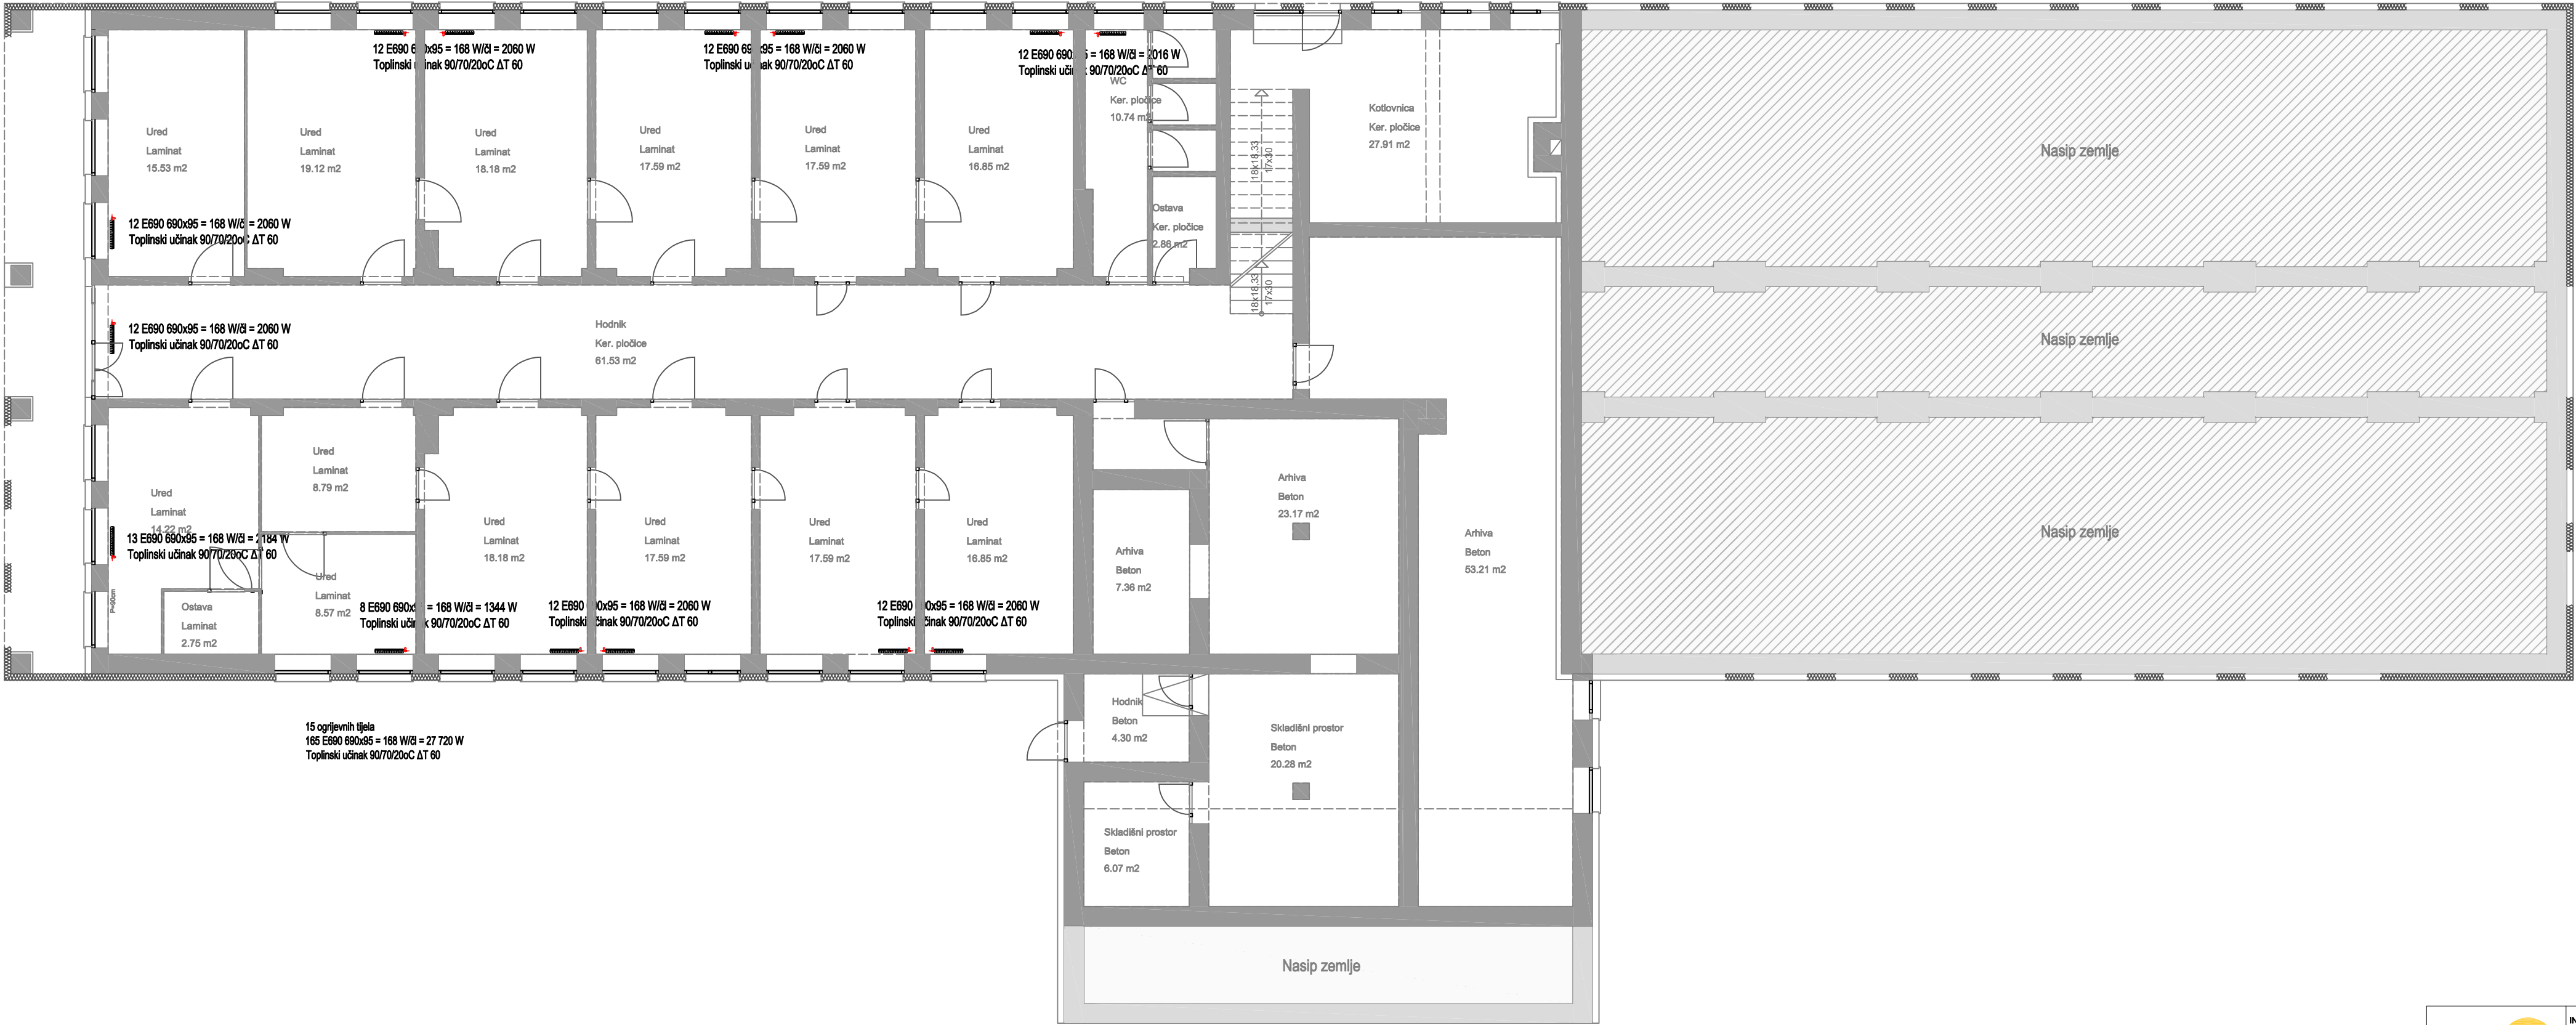 12 E690 690x95 = 168 W/čl = 2060 W
Toplinski učinak 90/70/20oC ΔT 60
12 E690 690x95 = 168 W/čl = 2060 W
Toplinski učinak 90/70/20oC ΔT 60
12 E690 690x95 = 168 W/čl = 2016 W
Toplinski učinak 90/70/20oC ΔT 60
Ured
Laminat
15.53 m2
Ured
Laminat
19.12 m2
Ured
Laminat
18.18 m2
Ured
Laminat
17.59 m2
Ured
Laminat
17.59 m2
Ured
Laminat
16.85 m2
WC
Ker. pločice
10.74 m2
Kotlovnica
Ker. pločice
27.91 m2
Nasip zemlje
18x18,33
17x30
Ostava
Ker. pločice
2.86 m2
12 E690 690x95 = 168 W/čl = 2060 W
Toplinski učinak 90/70/20oC ΔT 60
18x18,33
17x30
12 E690 690x95 = 168 W/čl = 2060 W
Toplinski učinak 90/70/20oC ΔT 60
Hodnik
Ker. pločice
61.53 m2
Nasip zemlje
Ured
Laminat
14.22 m2
Ured
Laminat
8.79 m2
13 E690 690x95 = 168 W/čl = 2184 W
Toplinski učinak 90/70/20oC ΔT 60
P=90cm
Ostava
Laminat
2.75 m2
Ured
Laminat
8.57 m2
Ured
Laminat
18.18 m2
Ured
Laminat
17.59 m2
Ured
Laminat
17.59 m2
Ured
Laminat
16.85 m2
8 E690 690x95 = 168 W/čl = 1344 W
Toplinski učinak 90/70/20oC ΔT 60
12 E690 690x95 = 168 W/čl = 2060 W
Toplinski učinak 90/70/20oC ΔT 60
12 E690 690x95 = 168 W/čl = 2060 W
Toplinski učinak 90/70/20oC ΔT 60
Arhiva
Beton
7.36 m2
Arhiva
Beton
23.17 m2
Arhiva
Beton
53.21 m2
Nasip zemlje
15 ogrijevnih tijela
165 E690 690x95 = 168 W/čl = 27 720 W
Toplinski učinak 90/70/20oC ΔT 60
Hodnik
Beton
4.30 m2
Skladišni prostor
Beton
20.28 m2
Skladišni prostor
Beton
6.07 m2
Nasip zemlje